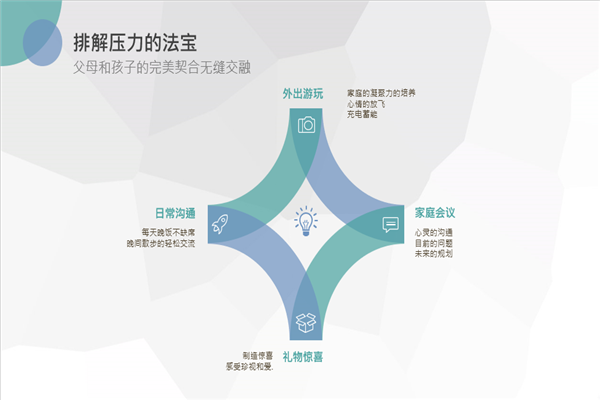 排解压力的法宝
父母和孩子的完美契合无缝交融
外出游玩
家庭的凝聚力的培养
心情的放飞
充电蓄能
日常沟通
每天晚饭不缺席
晚间散步的轻松交流
家庭会议
心灵的沟通
目前的问题
未来的规划
制造惊喜
感受珍视和爱.
礼物惊喜